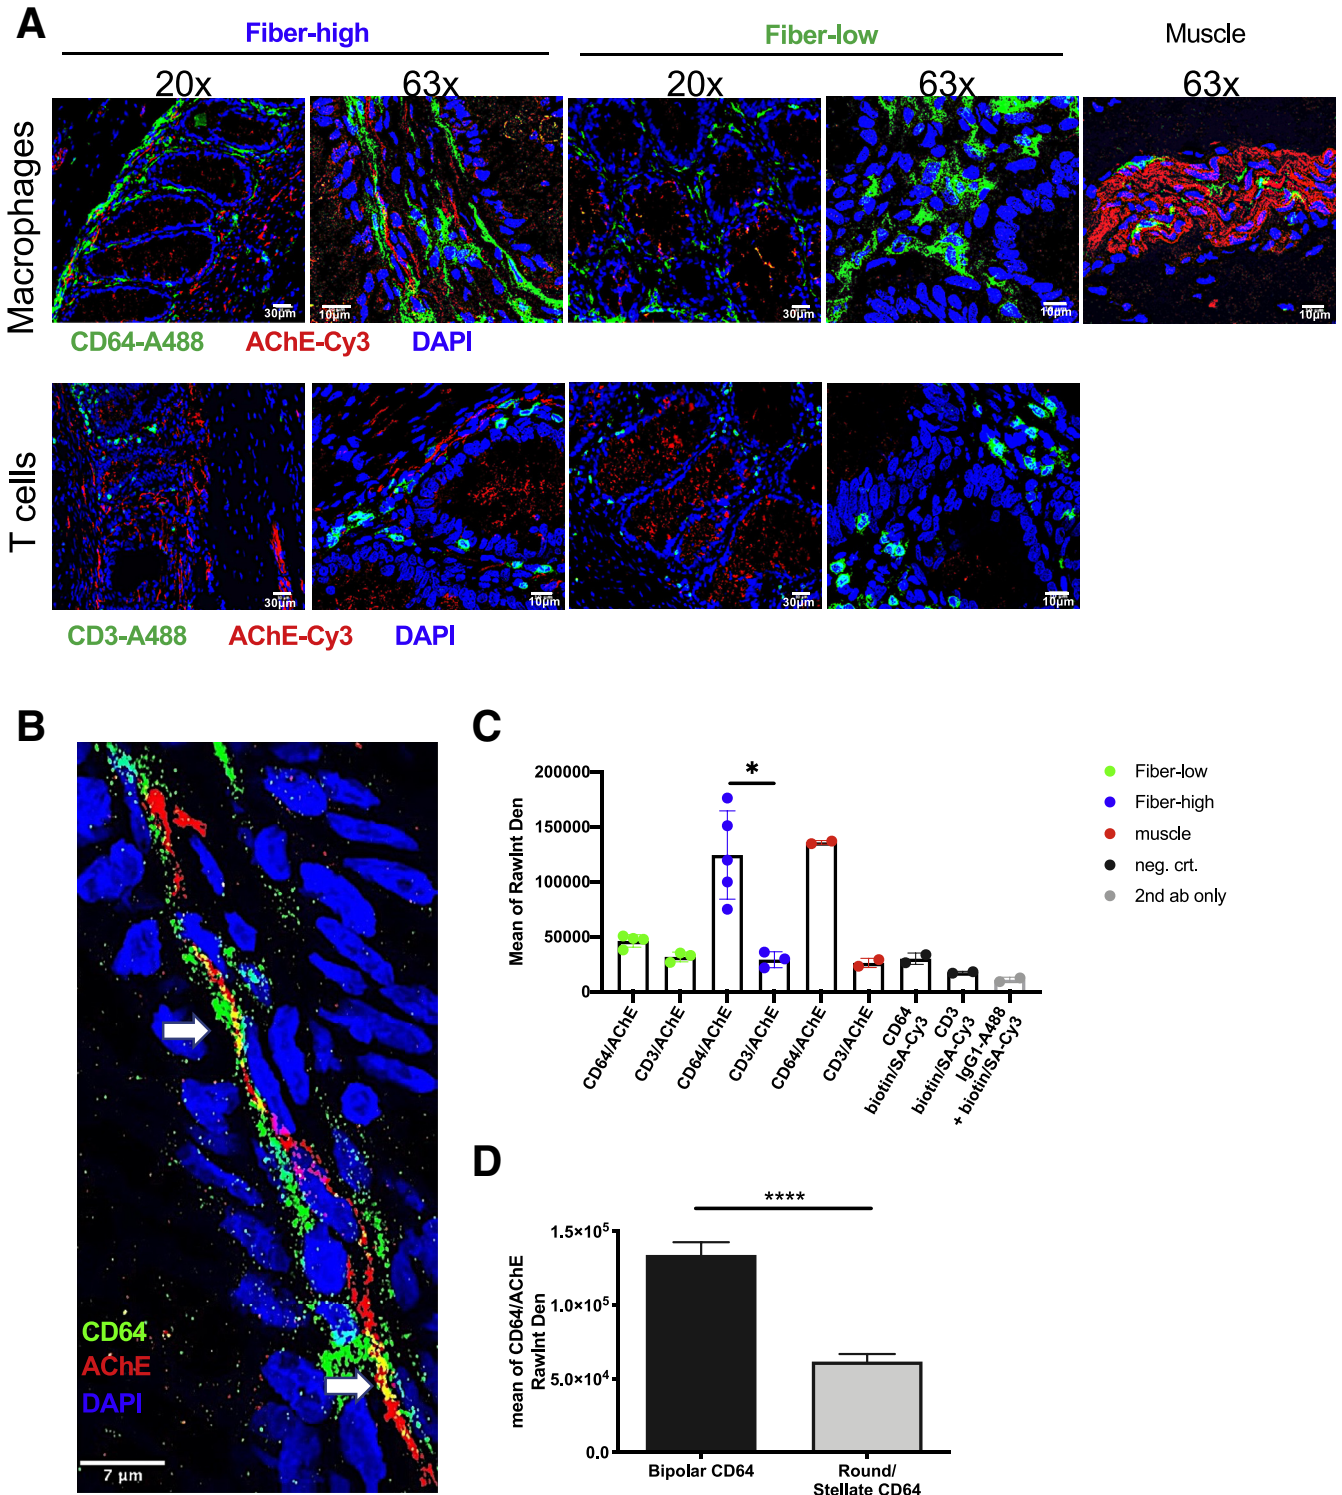 A
Fiber-high
Fiber-low
Muscle
20x
63x
20x
63x
63x
Macrophages
30μm
10μm
30μm
10μm
10μm
CD64-A488 AChE-Cy3 DAPI
T cells
30μm
10μm
30μm
10μm
CD3-A488 AChE-Cy3 DAPI
B
CD64
AChE
DAPI
7 μm
C
Mean of RawInt Den
200000
150000
100000
50000
0
*
CD64/AChE
CD3/AChE
CD64/AChE
CD3/AChE
CD64/AChE
CD3/AChE
CD64
biotin/SA-Cy3
CD3
biotin/SA-Cy3
IgG1-A488
+ biotin/SA-Cy3
Fiber-low
Fiber-high
muscle
neg. crt.
2nd ab only
D
mean of CD64/AChE
RawInt Den
1.5×10⁵
1.0×10⁵
5.0×10⁴
0.0
****
Bipolar CD64
Round/
Stellate CD64